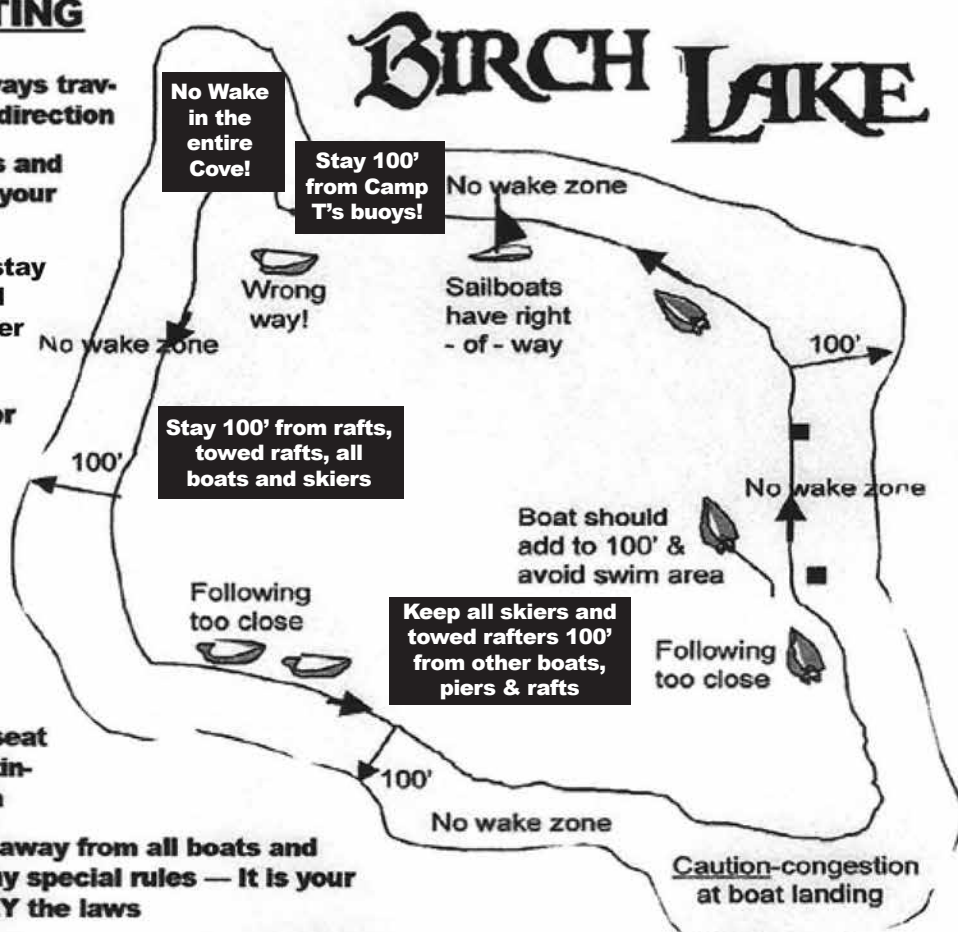 TING
BIRCH
LAKE
ays trav-
direction
s and
your
stay
er
or
seat
tin-
away from all boats and
ny special rules — It is your
Y the laws
No Wake
in the
entire
Cove!
Stay 100'
from Camp
T's buoys!
No wake zone
Wrong
way!
Sailboats
have right
- of - way
100'
No wake zone
Stay 100' from rafts,
towed rafts, all
boats and skiers
100'
No wake zone
Boat should
add to 100' &
avoid swim area
Following
too close
Keep all skiers and
towed rafters 100'
from other boats,
piers & rafts
Following
too close
100'
No wake zone
Caution-congestion
at boat landing